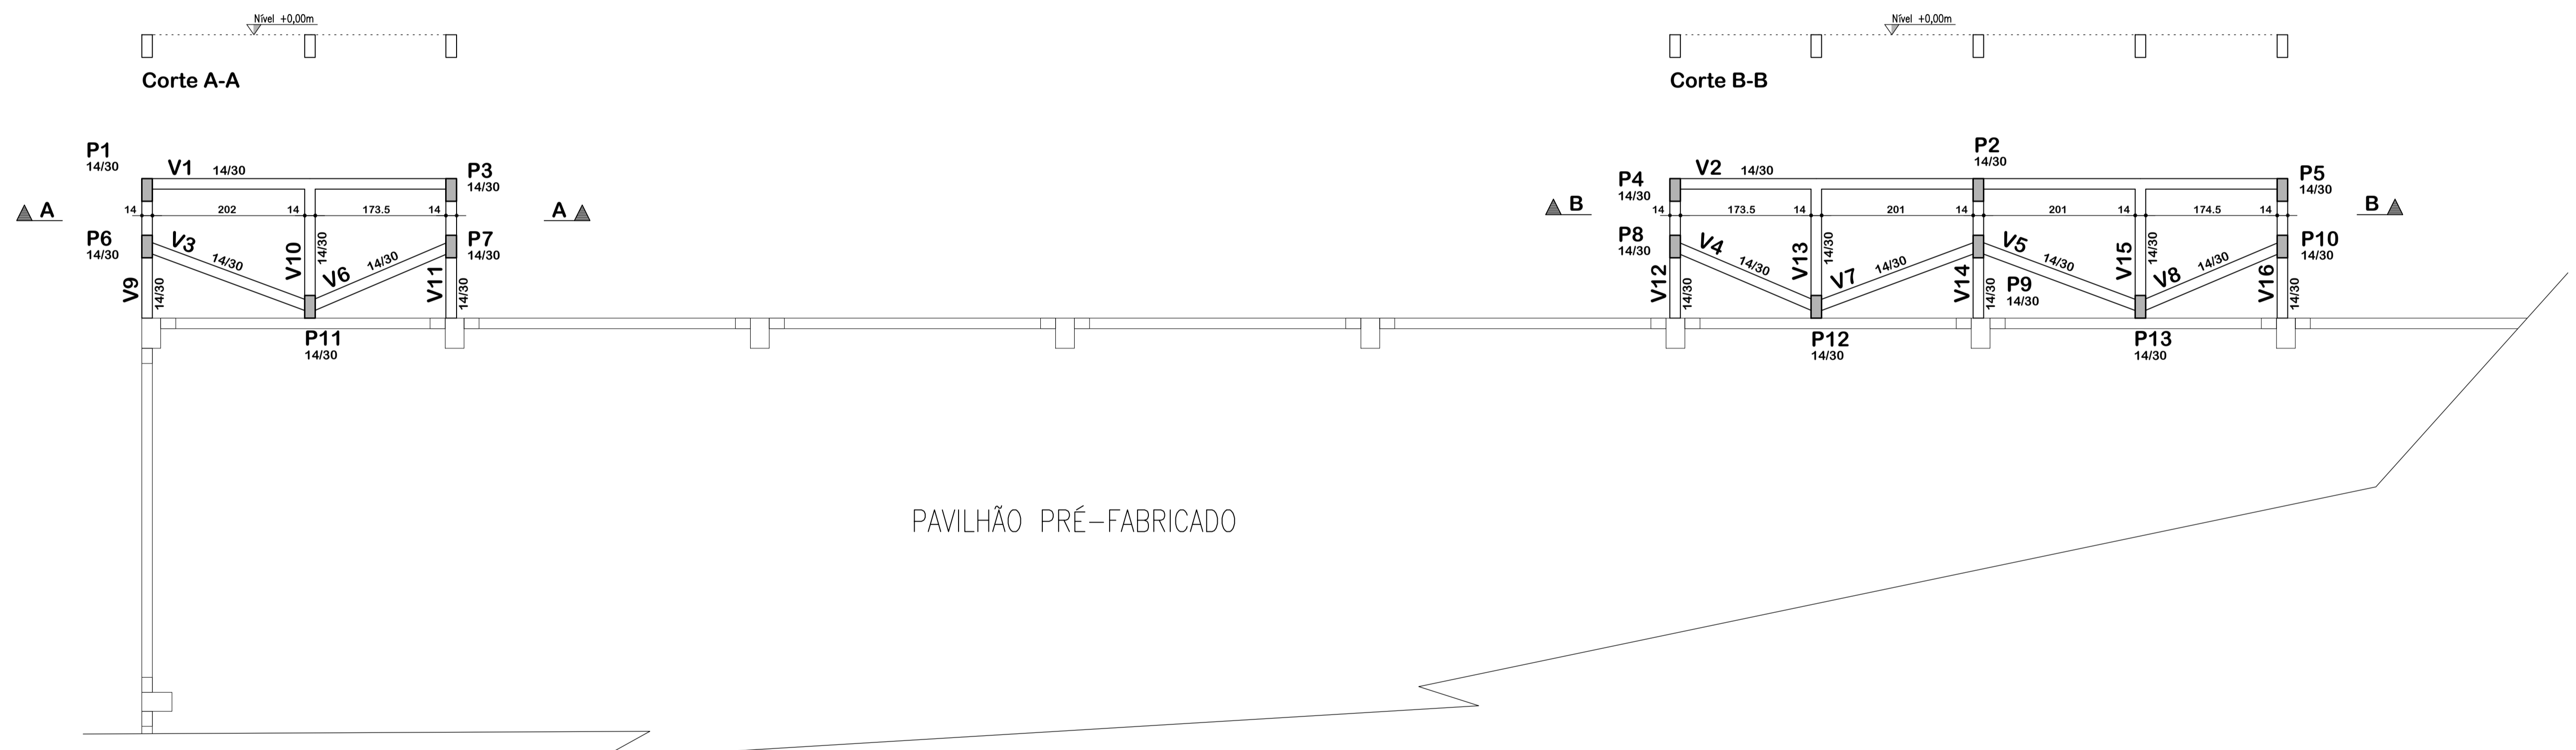 Nível +0,00m
Corte A-A
P1
14/30
V1 14/30
P3
14/30
A
A
14 202 14 173.5 14
P6
14/30
V3
14/30
V10
14/30
V6
14/30
P7
14/30
V9
14/30
V11
14/30
P11
14/30
Nível +0,00m
Corte B-B
P2
14/30
P4
14/30
V2 14/30
P5
14/30
B
B
14 173.5 14 201 14 201 14 174.5 14
P8
14/30
V4
14/30
V13
14/30
V7
14/30
V5
14/30
V15
14/30
V8
14/30
P10
14/30
V12
14/30
V14
14/30
P9
14/30
V16
14/30
P12
14/30
P13
14/30
PAVILHÃO PRÉ-FABRICADO